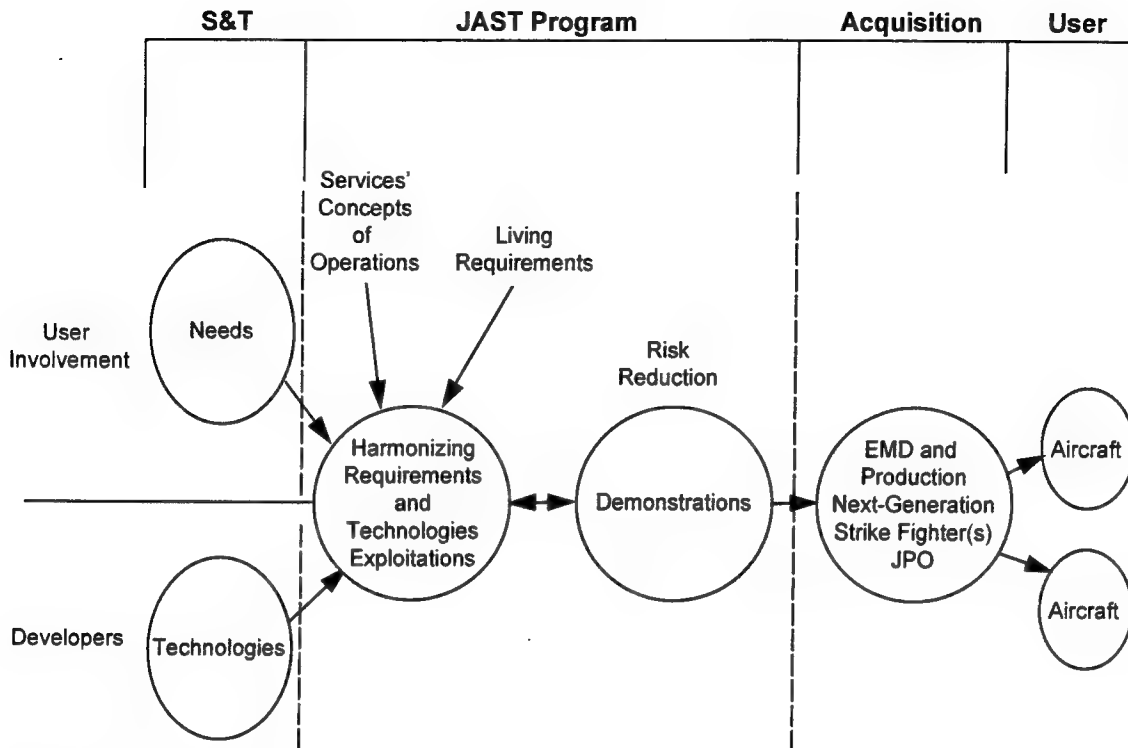 S&T
JAST Program
Acquisition
User
Services'
Concepts
of
Operations
Living
Requirements
User
Involvement
Needs
Risk
Reduction
Harmonizing
Requirements
and
Technologies
Exploitations
Demonstrations
EMD and
Production
Next-Generation
Strike Fighter(s)
JPO
Aircraft
Aircraft
Developers
Technologies